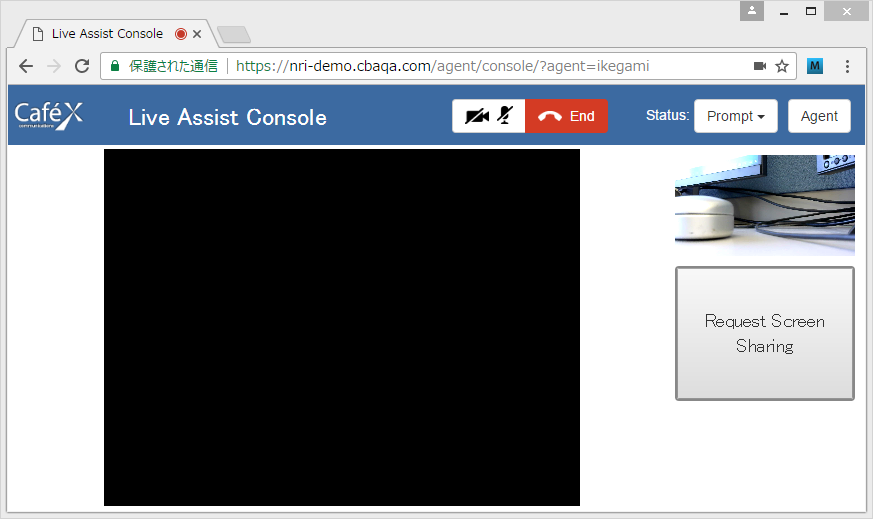 Live Assist Console
保護された通信 https://nri-demo.cbaqa.com/agent/console/?agent=ikegami
M
CaféX
communications
Live Assist Console
End
Status:
Prompt
Agent
Request Screen
Sharing